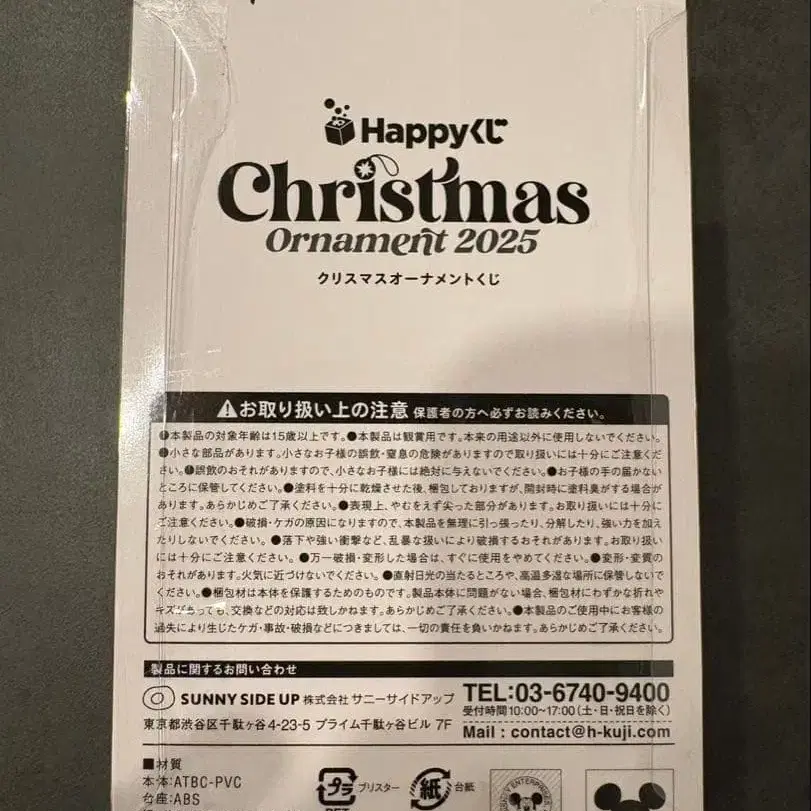 Happyくじ
Christmas
Ornament 2025
クリスマスオーナメントくじ
お取り扱い上の注意 保護者の方へ必ずお読みください。
●本製品の対象年齢は15歳以上です。●本製品は観賞用です。本来の用途以外に使用しないでください。
●小さな部品があります。小さなお子様の誤飲・窒息の危険がありますので取り扱いには十分にご注意くださ
い。●誤飲のおそれがありますので、小さなお子様には絶対に与えないでください。●お子様の手の届かない
ところに保管してください。●塗料を十分に乾燥させた後、梱包しておりますが、開封時に塗料臭がする場合が
あります。あらかじめご了承ください。●表現上、やむをえず尖った部分があります。お取り扱いには十分に
ご注意ください。●破損・ケガの原因になりますので、本製品を無理に引っ張ったり、分解したり、強い力を加え
たりしないでください。●落下や強い衝撃など、乱暴な扱いにより破損するおそれがあります。お取り扱い
には十分にご注意ください。●万一破損・変形した場合は、すぐに使用をやめてください。●変形・変質の
おそれがあります。火気に近づけないでください。●直射日光の当たるところや、高温多湿な場所に保管しないで
ください。●梱包材は本体を保護するためのものです。製品本体に問題がない場合、梱包材にわずかな折れや
キズがあっても、交換などの対応は致しかねます。あらかじめご了承ください。●本製品のご使用中にお客様の
過失により生じたケガ・事故・破損などにつきましては、一切の責任を負いかねます。あらかじめご了承ください。
製品に関するお問い合わせ
SUNNY SIDE UP 株式会社 サニーサイドアップ
東京都渋谷区千駄ヶ谷4-23-5 プライム千駄ヶ谷ビル 7F
TEL:03-6740-9400
受付時間10:00~17:00(土・日・祝日を除く)
Mail : contact@h-kuji.com
■材質
本体:ATBC-PVC
台座:ABS
プラ ブリスター
PET
紙 台紙